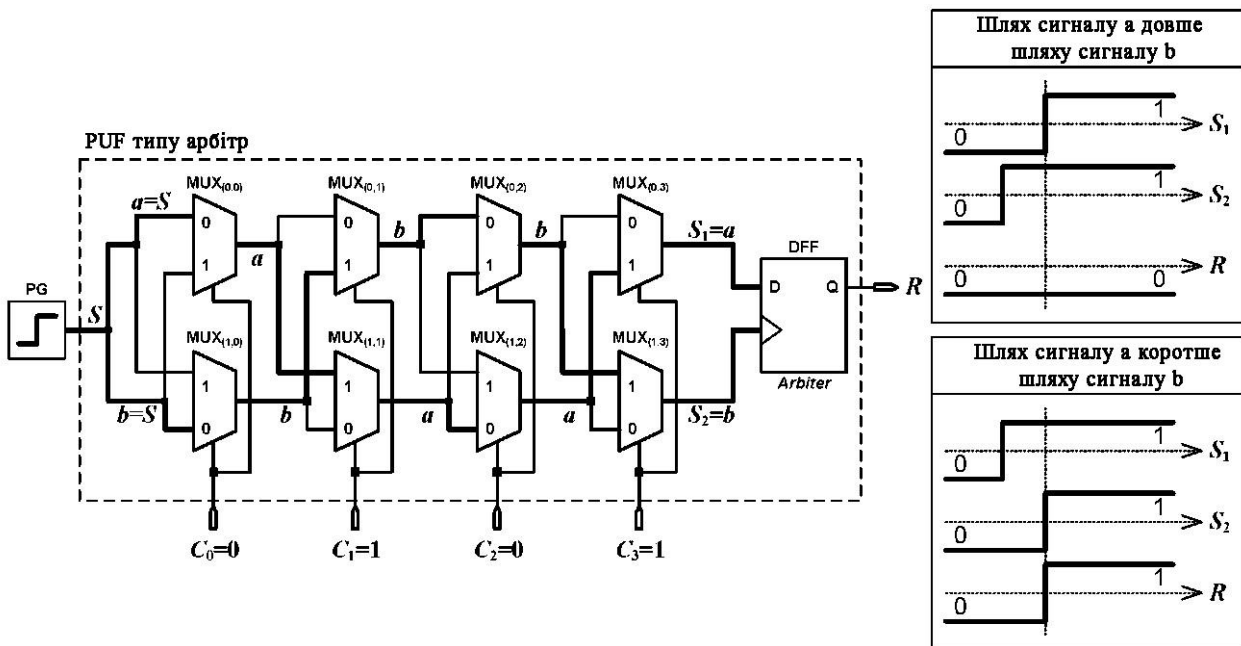 PUF типу арбітр
PG
S
a=S
b=S
MUX(0.0)
0
1
MUX(1,0)
1
0
a
b
MUX(0,1)
0
1
MUX(1,1)
1
0
b
a
MUX(0,2)
0
1
MUX(1,2)
1
0
b
a
MUX(0.3)
0
1
MUX(1.3)
1
0
S1=a
S2=b
DFF
D
Q
Arbiter
R
C0=0
C1=1
C2=0
C3=1
Шлях сигналу a довше
шляху сигналу b
0
1
S1
0
1
S2
0
0
R
Шлях сигналу a коротше
шляху сигналу b
0
1
S1
0
1
S2
0
1
R